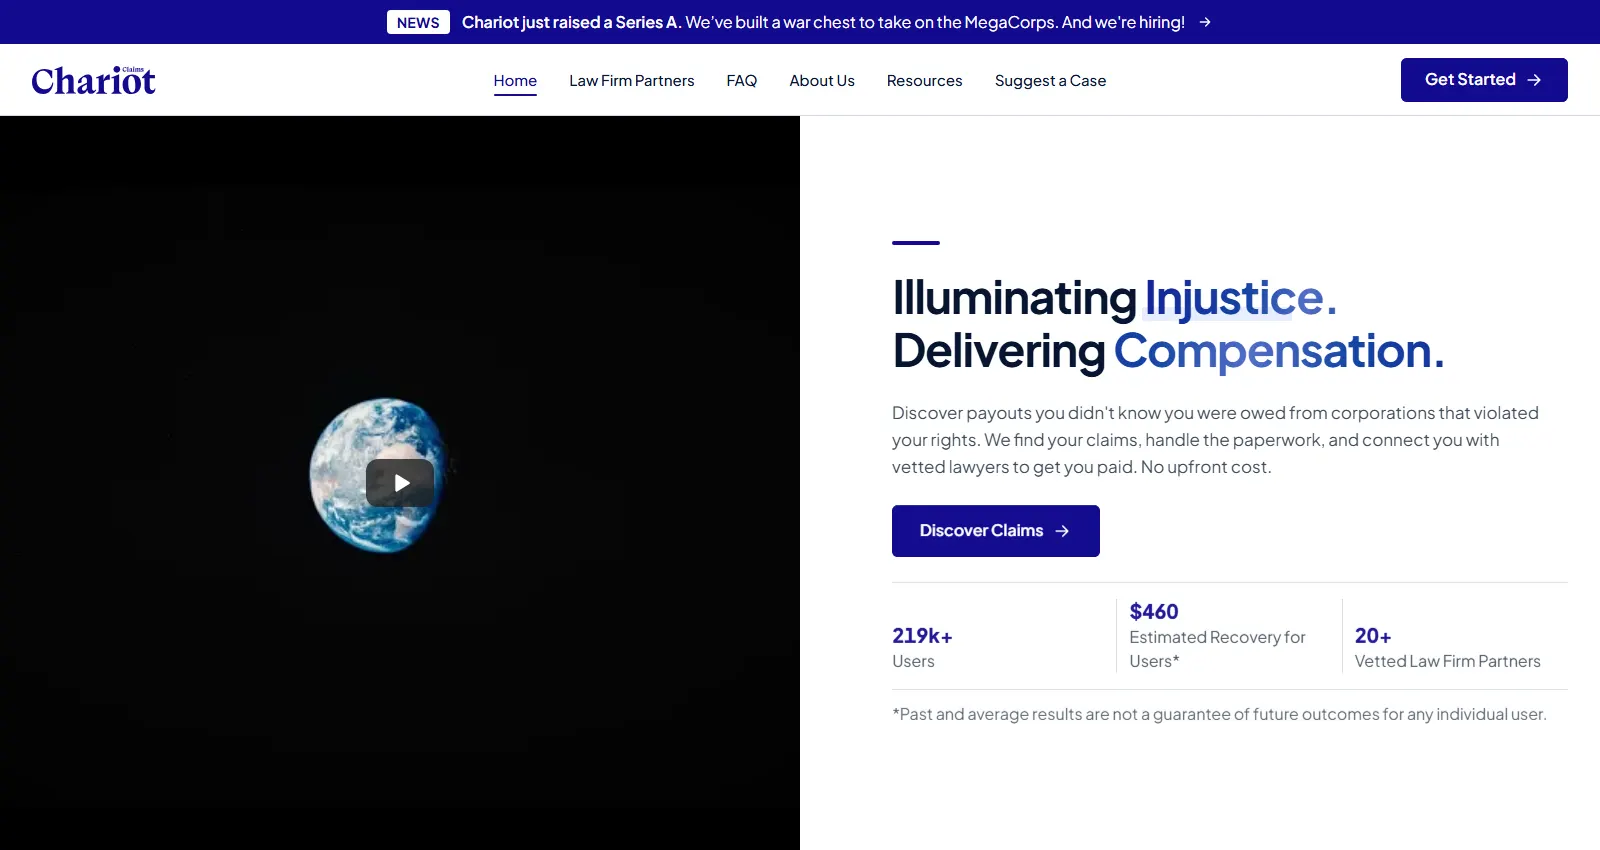 NEWS Chariot just raised a Series A. We've built a war chest to take on the MegaCorps. And we're hiring! →
Chariot Claims
Home Law Firm Partners FAQ About Us Resources Suggest a Case
Get Started →
Illuminating Injustice.
Delivering Compensation.
Discover payouts you didn't know you were owed from corporations that violated
your rights. We find your claims, handle the paperwork, and connect you with
vetted lawyers to get you paid. No upfront cost.
Discover Claims →
219k+
Users
$460
Estimated Recovery for
Users*
20+
Vetted Law Firm Partners
*Past and average results are not a guarantee of future outcomes for any individual user.